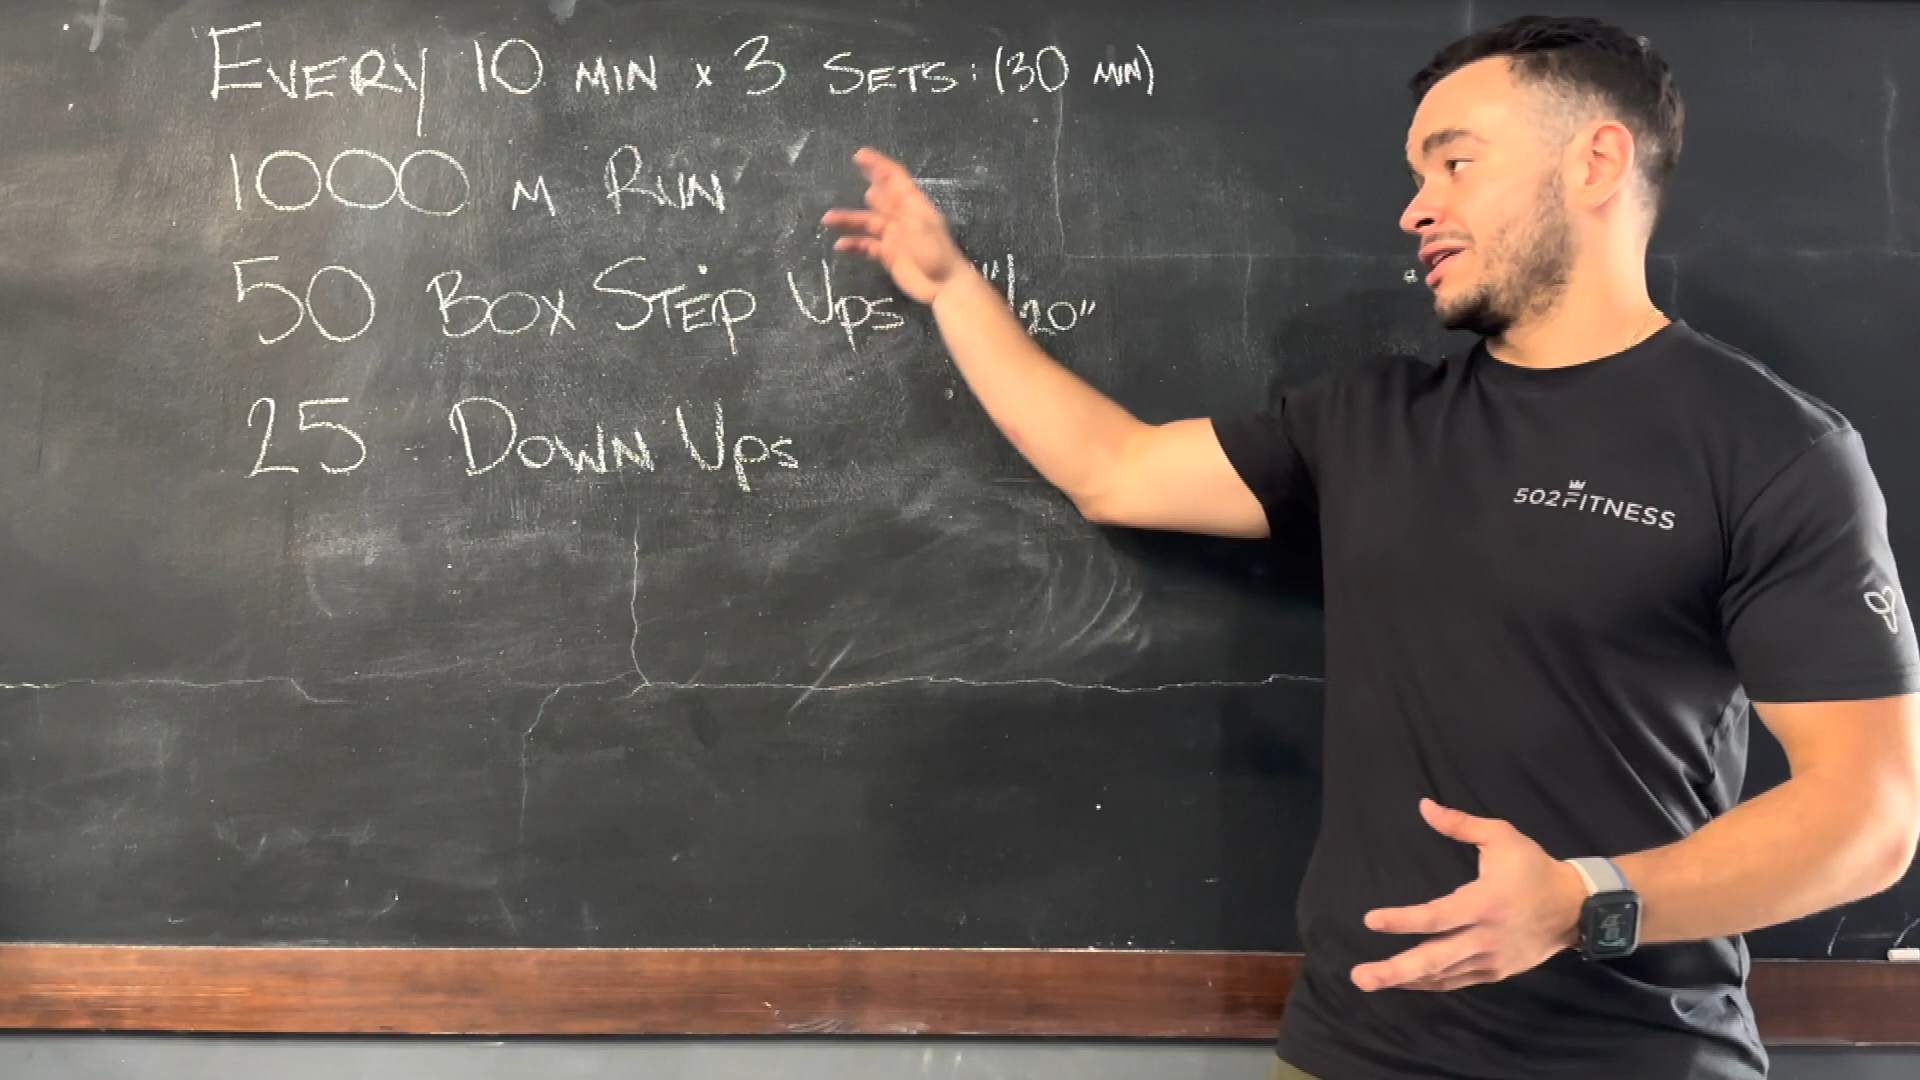 EVERY 10 MIN x 3 SETS: (30 MIN)
1000 M RUN
50 BOX STEP UPS /20"
25 DOWN UPS
502FITNESS